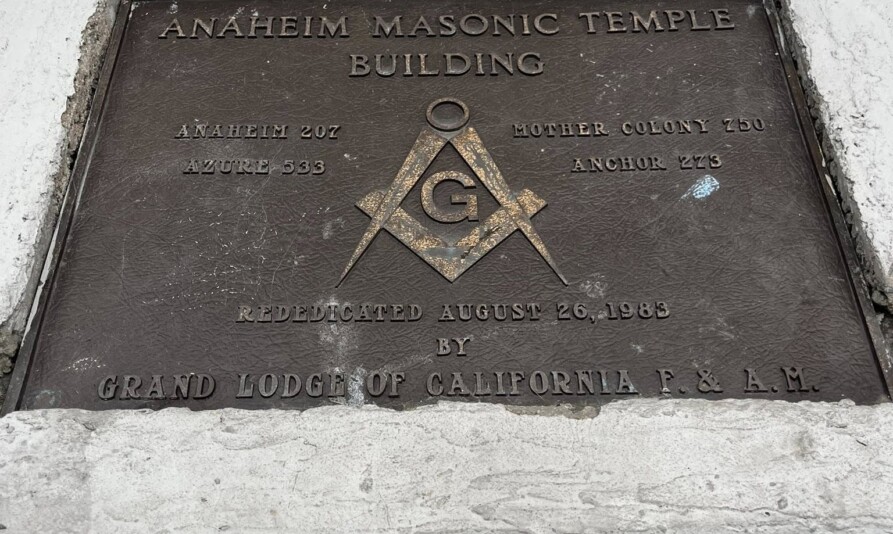 ANAHEIM MASONIC TEMPLE
BUILDING
ANAHEIM 207 MOTHER COLONY 750
AZURE 533 ANCHOR 273
G
REDEDICATED AUGUST 26, 1983
BY
GRAND LODGE OF CALIFORNIA F. & A.M.